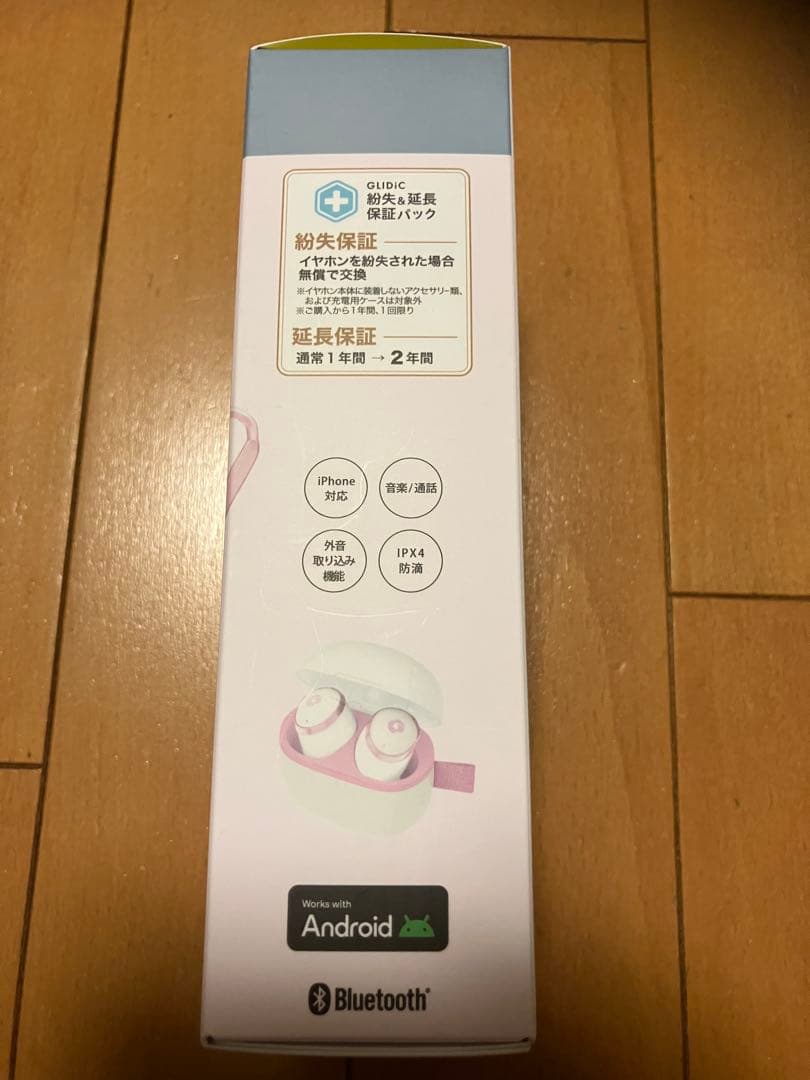 GLIDiC
紛失&延長
保証パック
紛失保証
イヤホンを紛失された場合
無償で交換
※イヤホン本体に装着しないアクセサリー類、
および充電用ケースは対象外
※ご購入から1年間、1回限り
延長保証
通常1年間 → 2年間
iPhone
対応
音楽/通話
外音
取り込み
機能
IPX4
防滴
Works with
Android
Bluetooth®